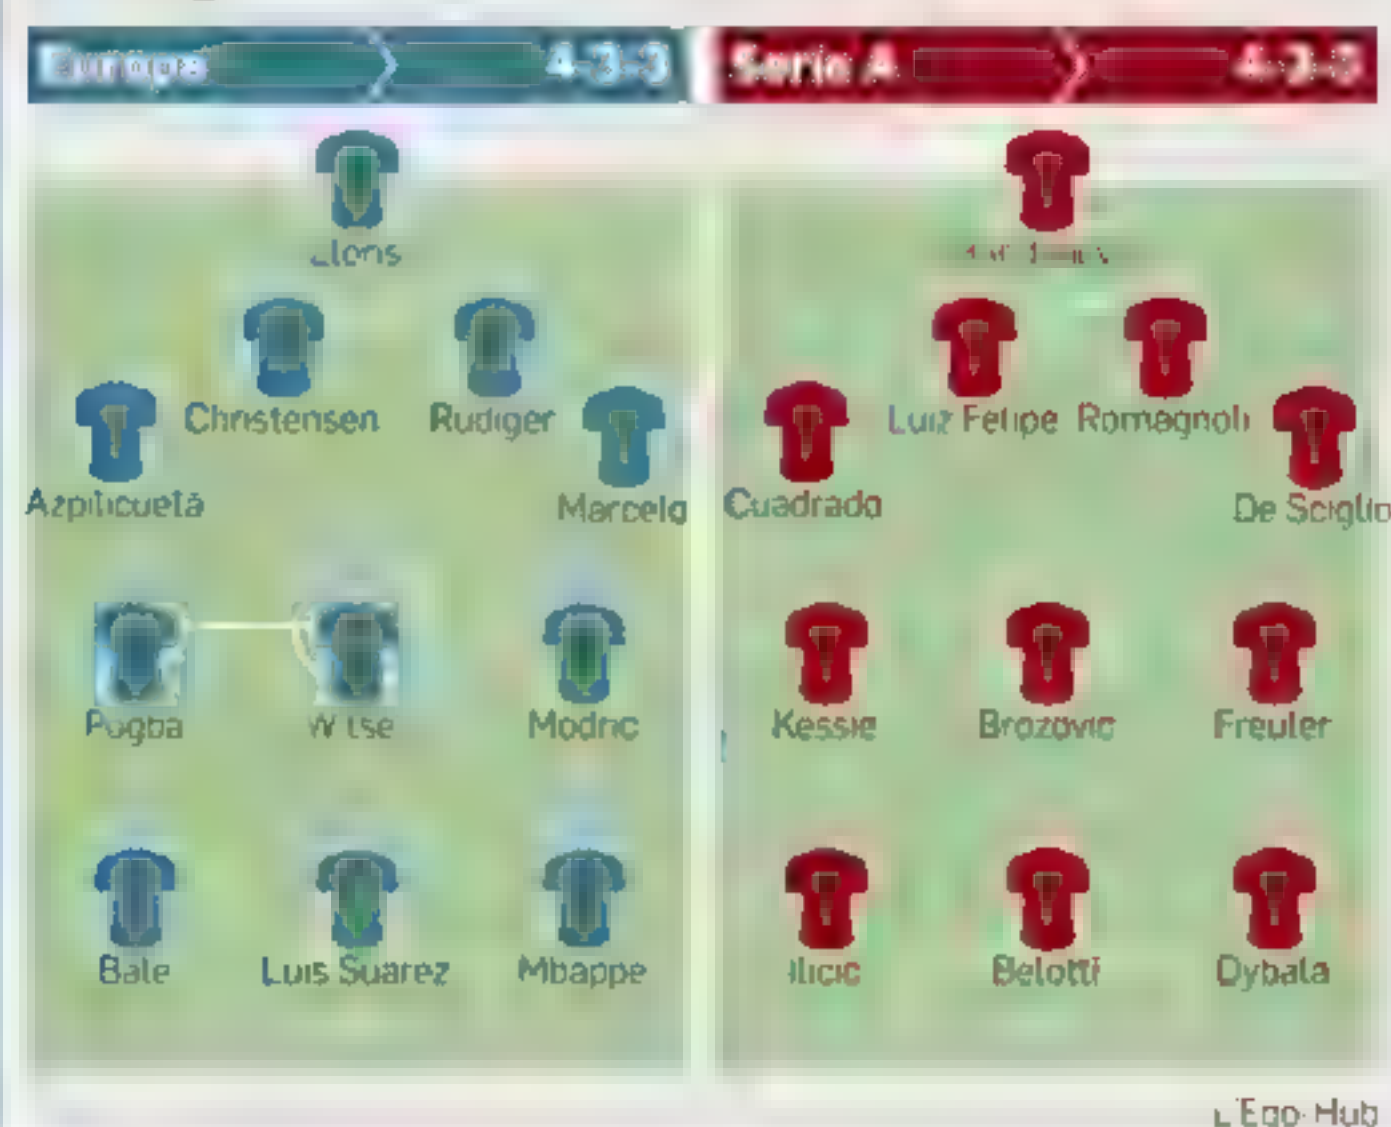 4-3-3
Serie A 4-3-3
Christensen Rudiger
Luiz Felipe Romagnoli
Azpilicueta Marcelo
Cuadrado De Sciglio
Pogba Modric
Kessie Brozovic Freuler
Bale Luis Suarez Mbappe
Ilicic Belotti Dybala
L'Ego-Hub